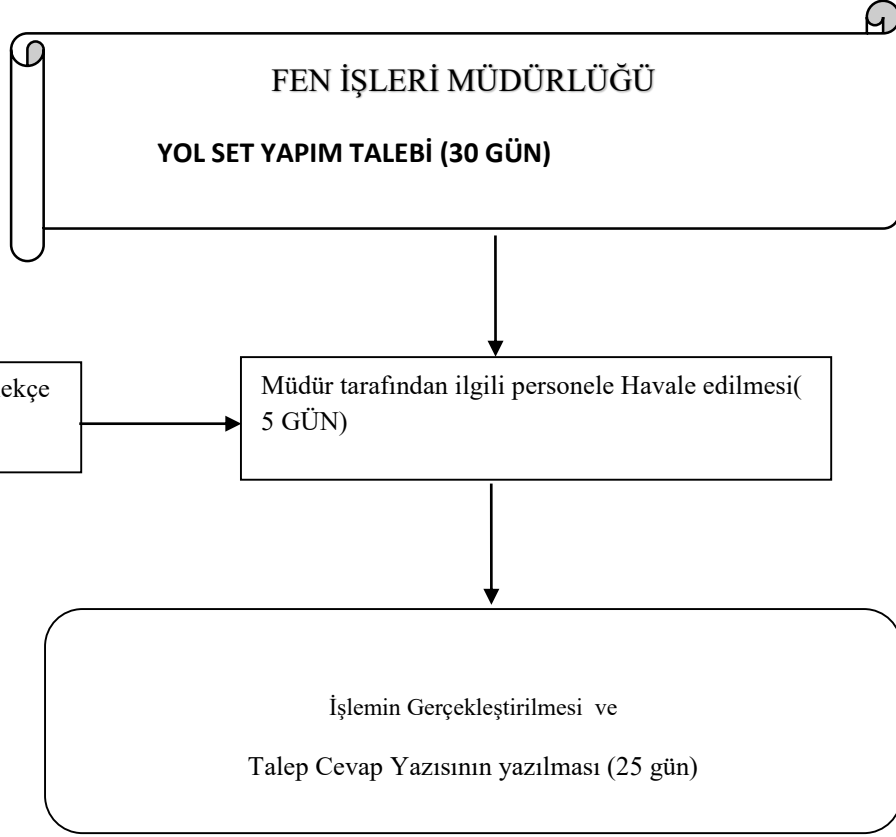 FEN İŞLERİ MÜDÜRLÜĞÜ
YOL SET YAPIM TALEBİ (30 GÜN)
Müdür tarafından ilgili personele Havale edilmesi(
5 GÜN)
İşlemin Gerçekleştirilmesi ve
Talep Cevap Yazısının yazılması (25 gün)